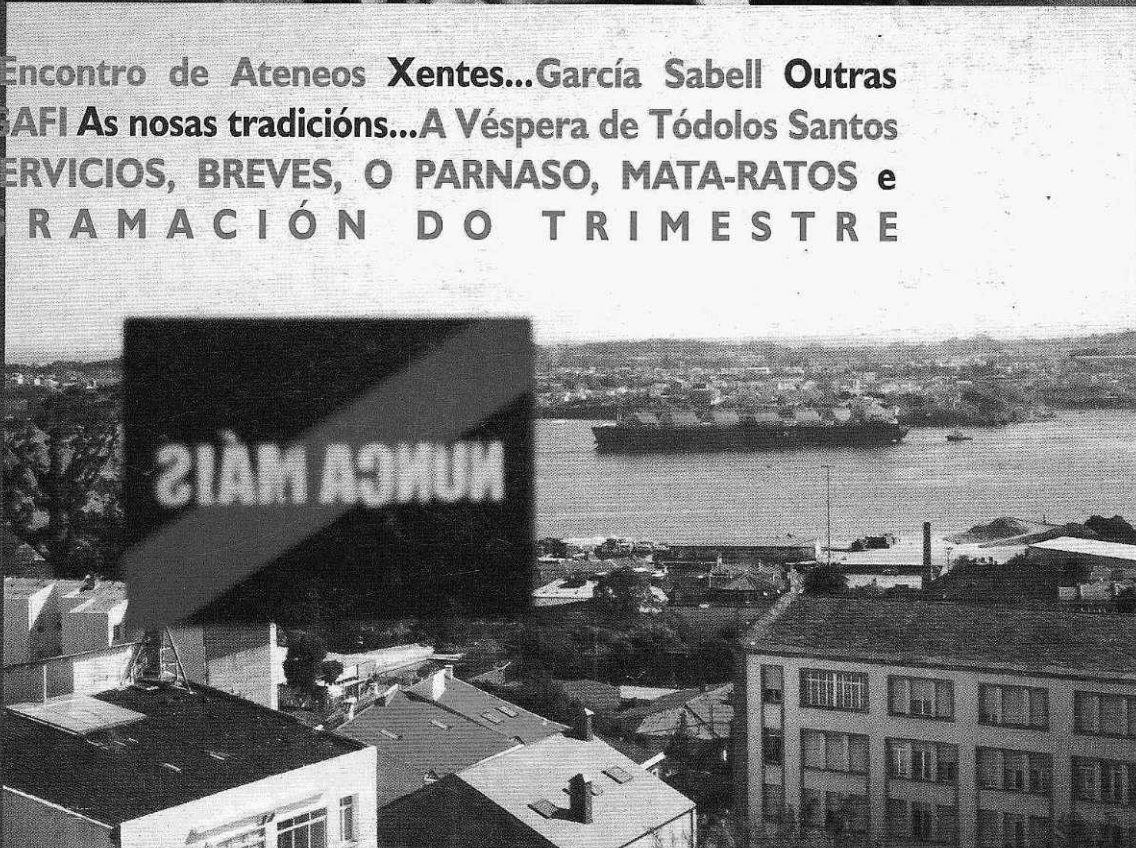 Encontro de Ateneos Xentes...García Sabell Outras
GAFI As nosas tradicións...A Véspera de Tódolos Santos
ERVICIOS, BREVES, O PARNASO, MATA-RATOS e
RAMACIÓN DO TRIMESTRE
NUNCA MÁIS